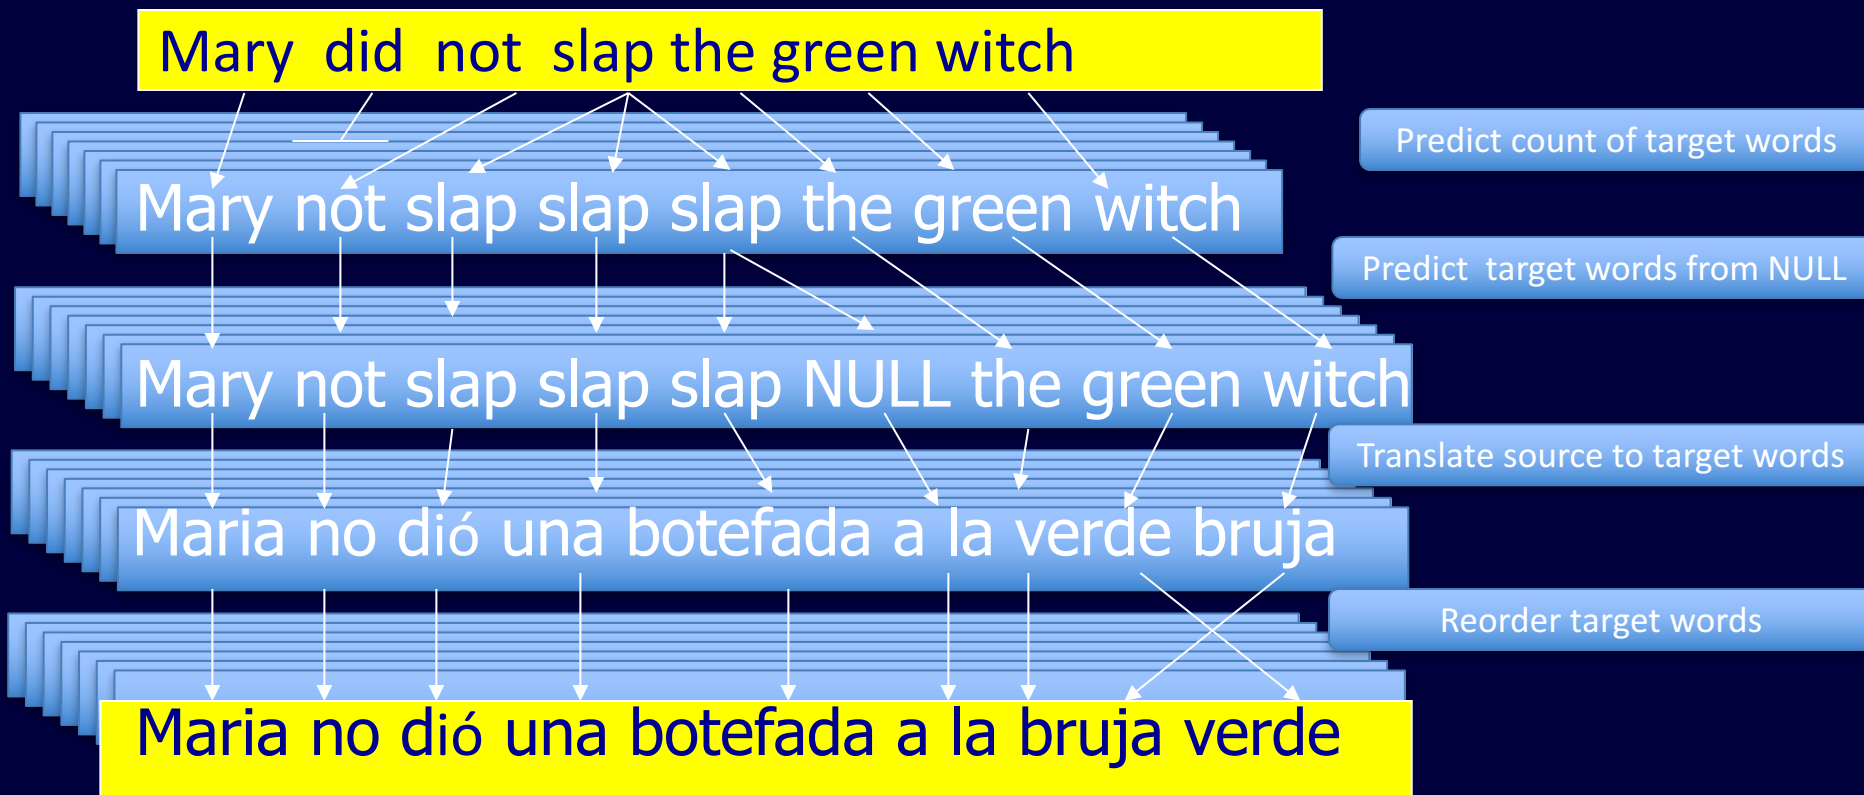 Mary did not slap the green witch
Predict count of target words
Mary not slap slap slap the green witch
Predict target words from NULL
Mary not slap slap slap NULL the green witch
Translate source to target words
Maria no dió una botefada a la verde bruja
Reorder target words
Maria no dió una botefada a la bruja verde